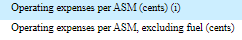 Operating expenses per ASM (cents) (i)
Operating expenses per ASM, excluding fuel (cents)